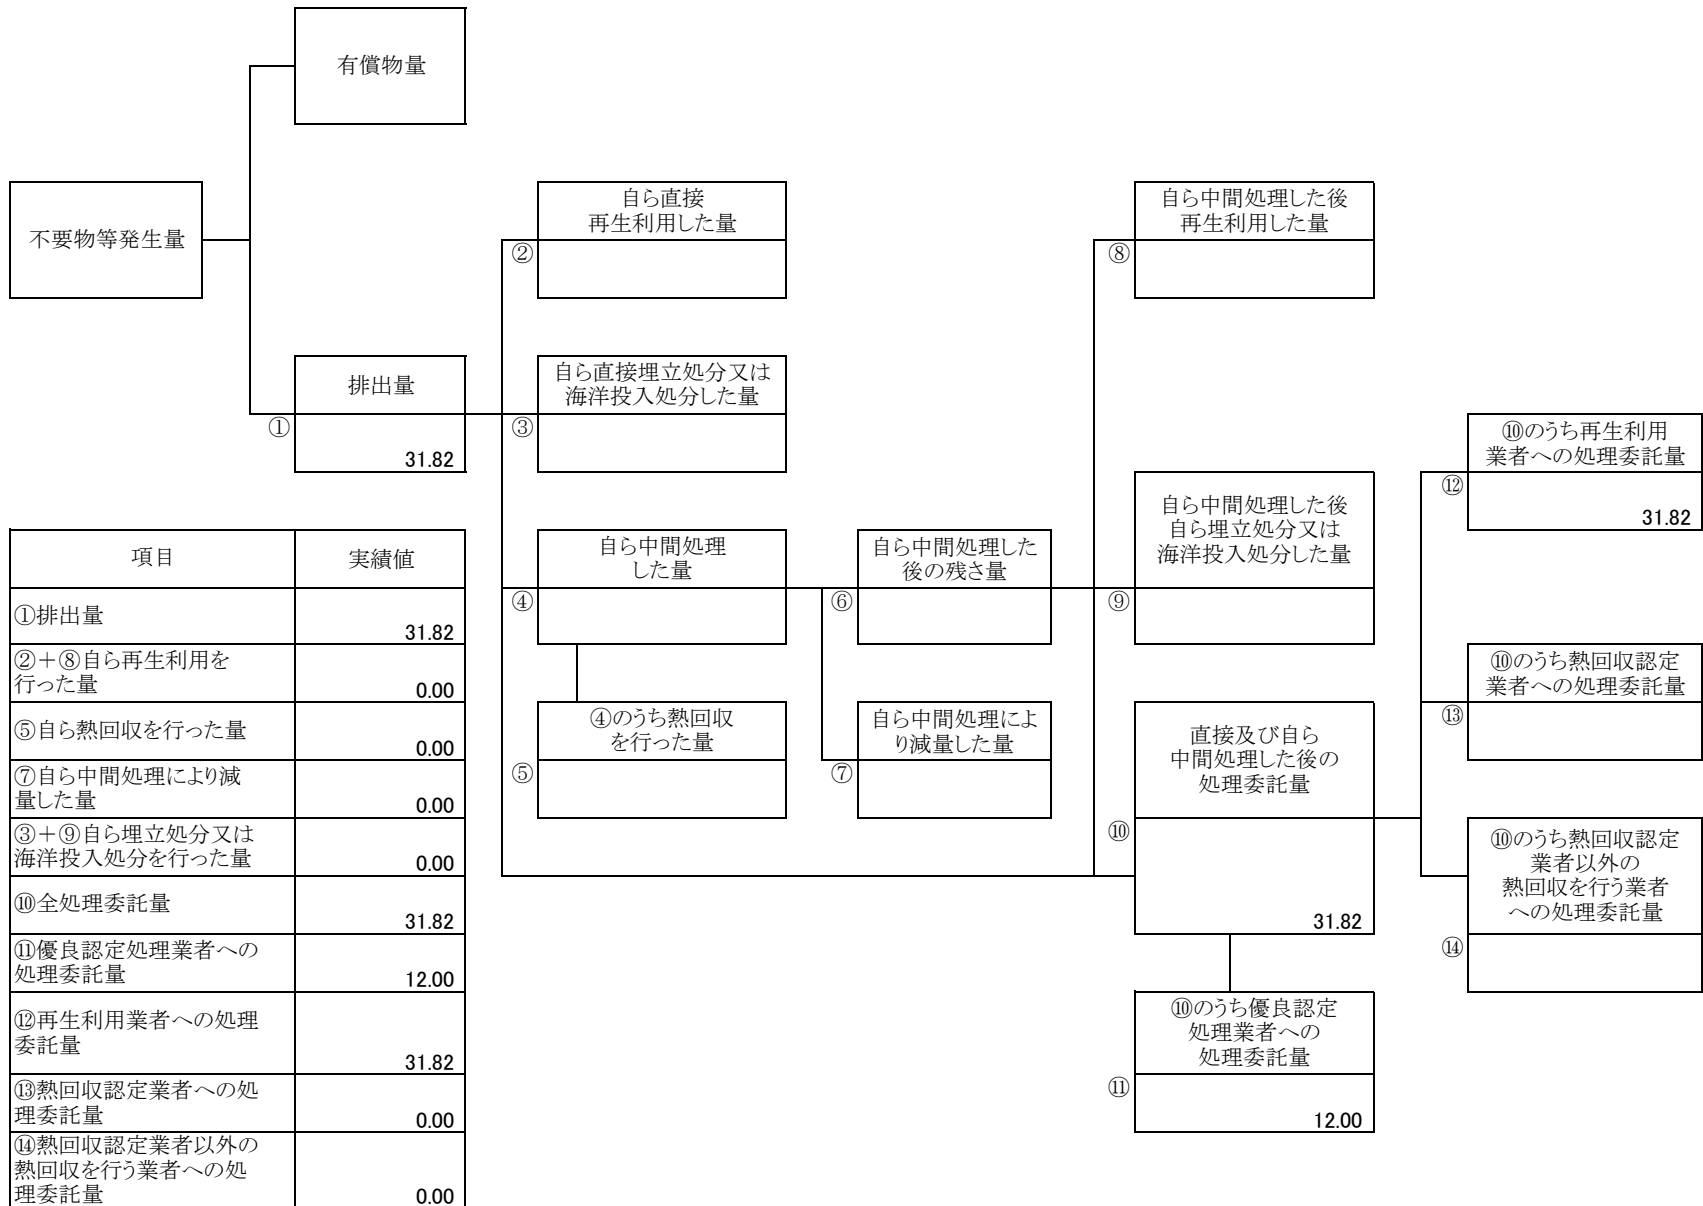 有償物量
不要物等発生量
自ら直接
再生利用した量
②
自ら中間処理した後
再生利用した量
⑧
排出量
①
31.82
自ら直接埋立処分又は
海洋投入処分した量
③
⑩のうち再生利用
業者への処理委託量
⑫
31.82
自ら中間処理
した量
④
自ら中間処理した
後の残さ量
⑥
自ら中間処理した後
自ら埋立処分又は
海洋投入処分した量
⑨
⑩のうち熱回収認定
業者への処理委託量
⑬
④のうち熱回収
を行った量
⑤
自ら中間処理によ
り減量した量
⑦
直接及び自ら
中間処理した後の
処理委託量
⑩
31.82
⑩のうち熱回収認定
業者以外の
熱回収を行う業者
への処理委託量
⑭
⑩のうち優良認定
処理業者への
処理委託量
⑪
12.00
項目 実績値
①排出量 31.82
②+⑧自ら再生利用を
行った量 0.00
⑤自ら熱回収を行った量 0.00
⑦自ら中間処理により減
量した量 0.00
③+⑨自ら埋立処分又は
海洋投入処分を行った量 0.00
⑩全処理委託量 31.82
⑪優良認定処理業者への
処理委託量 12.00
⑫再生利用業者への処理
委託量 31.82
⑬熱回収認定業者への処
理委託量 0.00
⑭熱回収認定業者以外の
熱回収を行う業者への処
理委託量 0.00